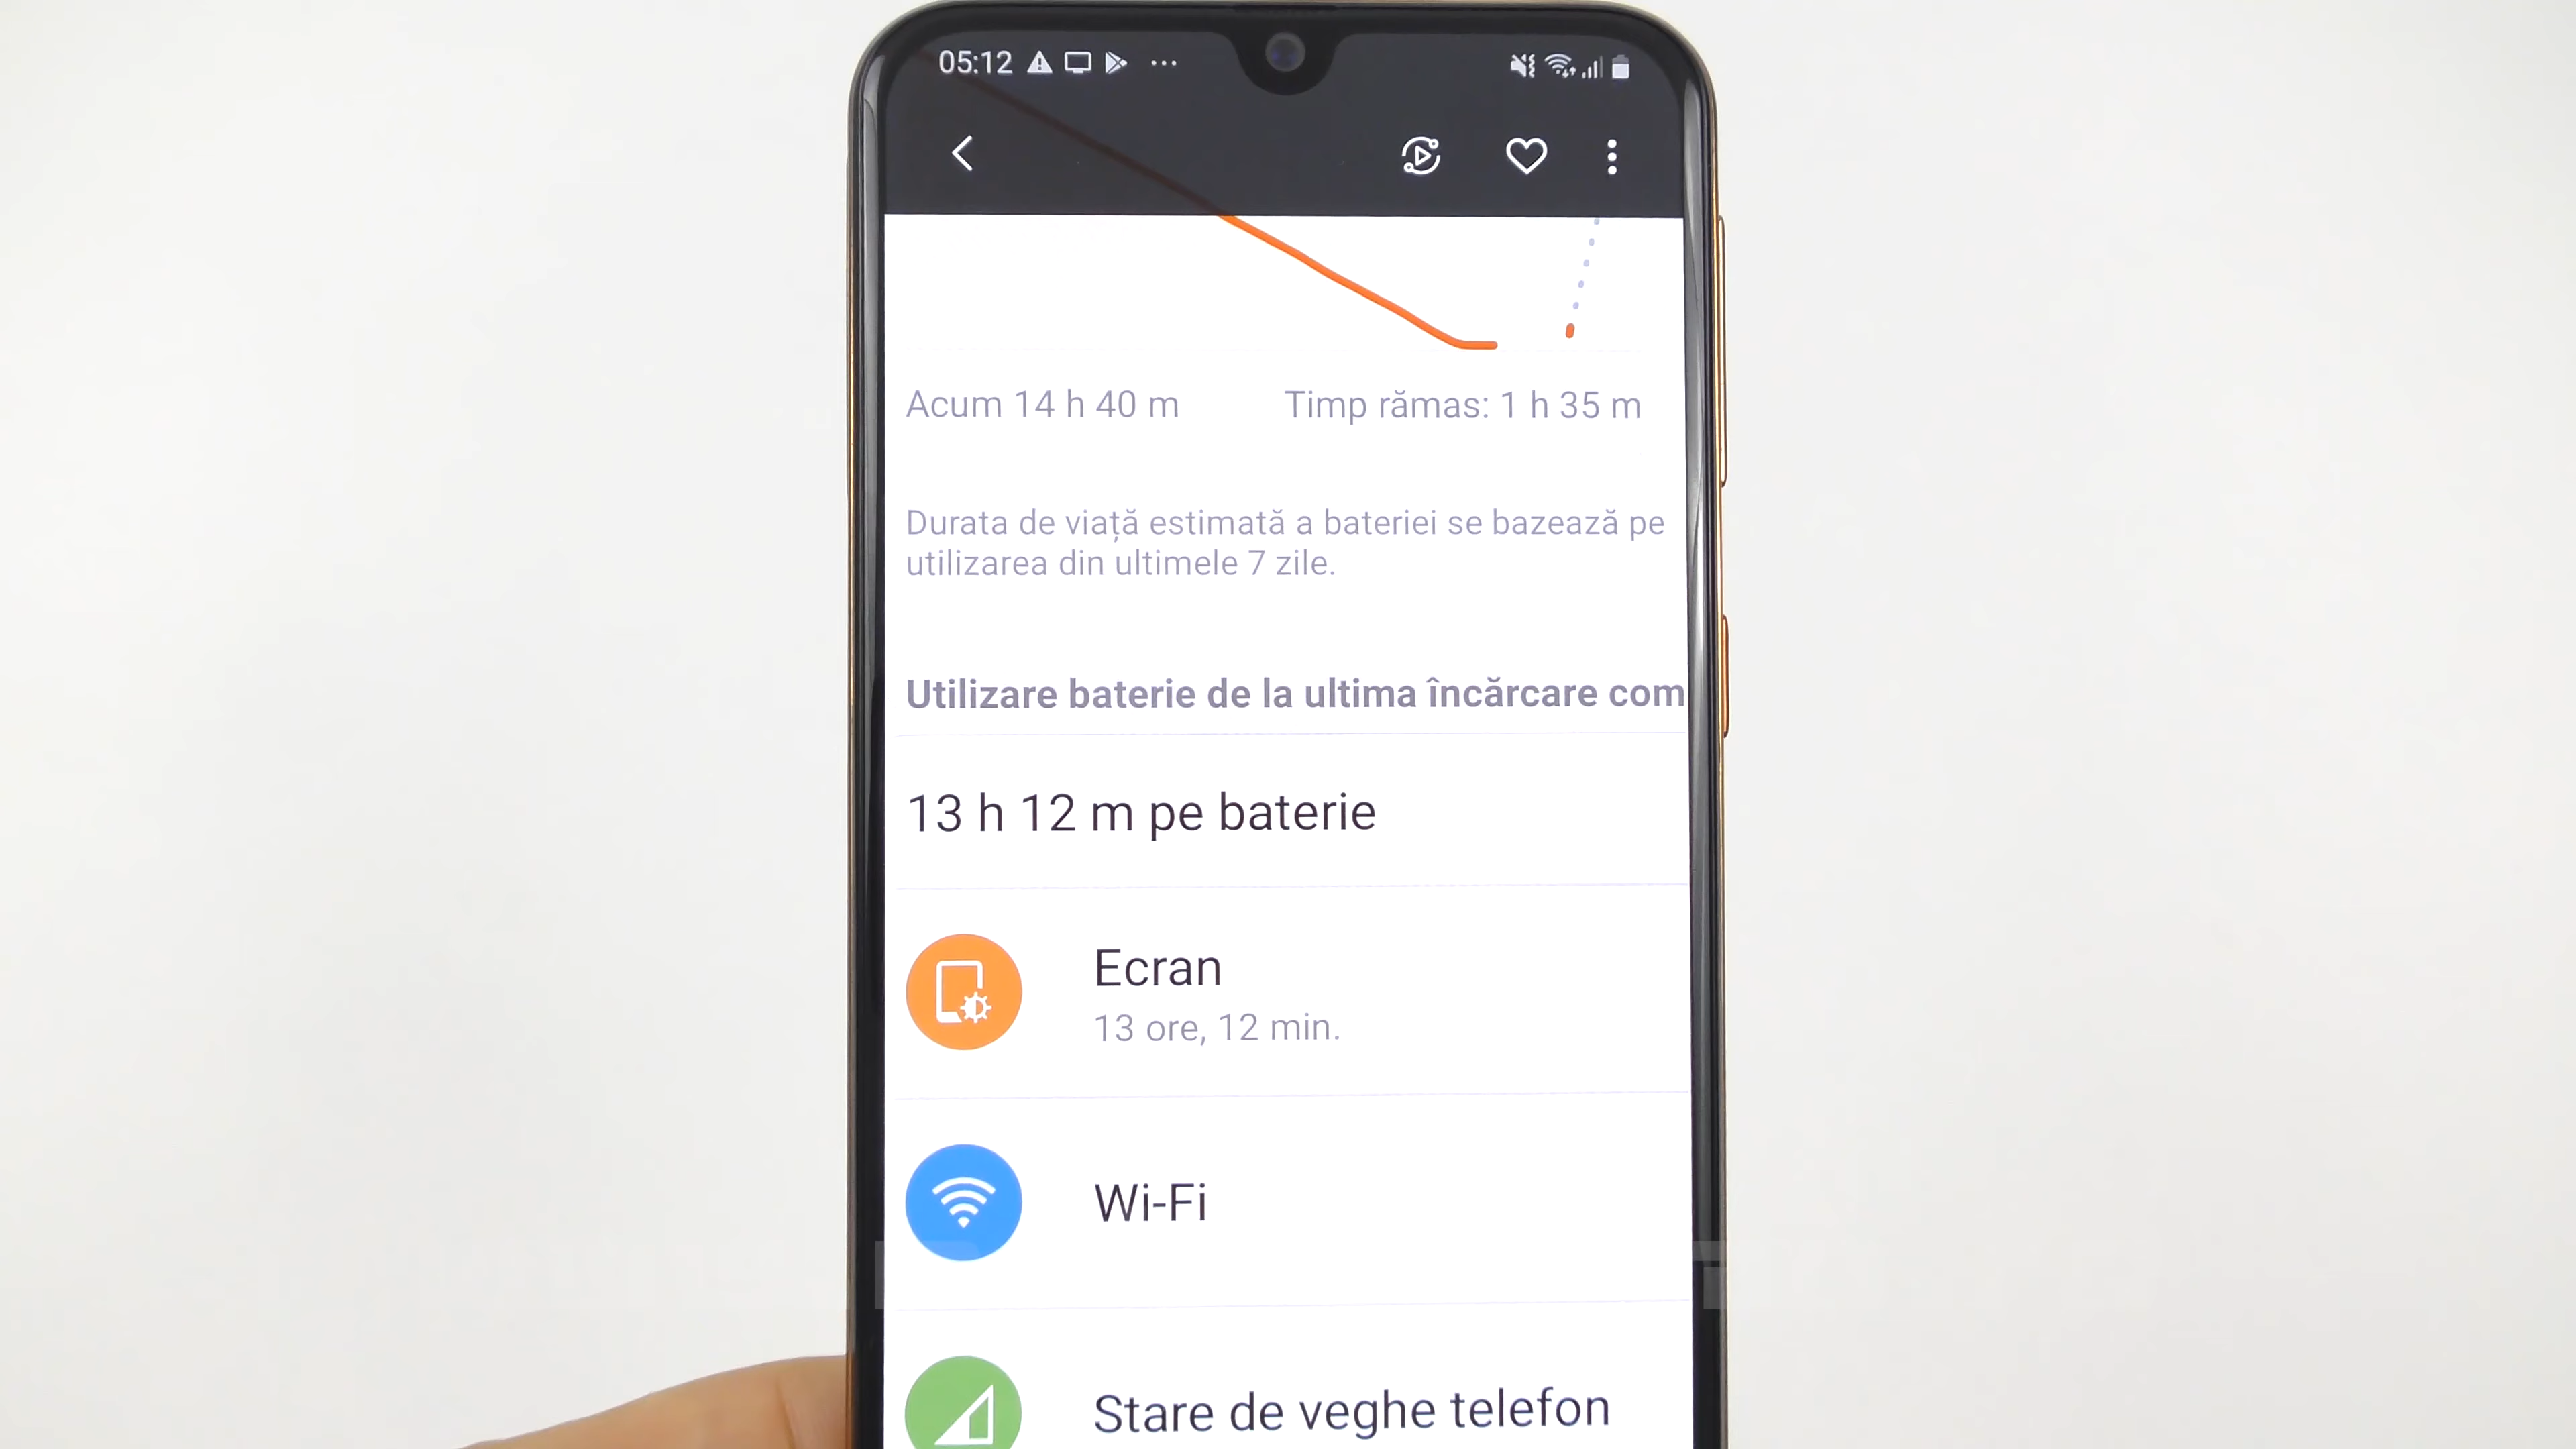 05:12
Acum 14 h 40 m
Timp rămas: 1 h 35 m
Durata de viață estimată a bateriei se bazează pe
utilizarea din ultimele 7 zile.
Utilizare baterie de la ultima încărcare com
13 h 12 m pe baterie
Ecran
13 ore, 12 min.
Wi-Fi
Stare de veghe telefon